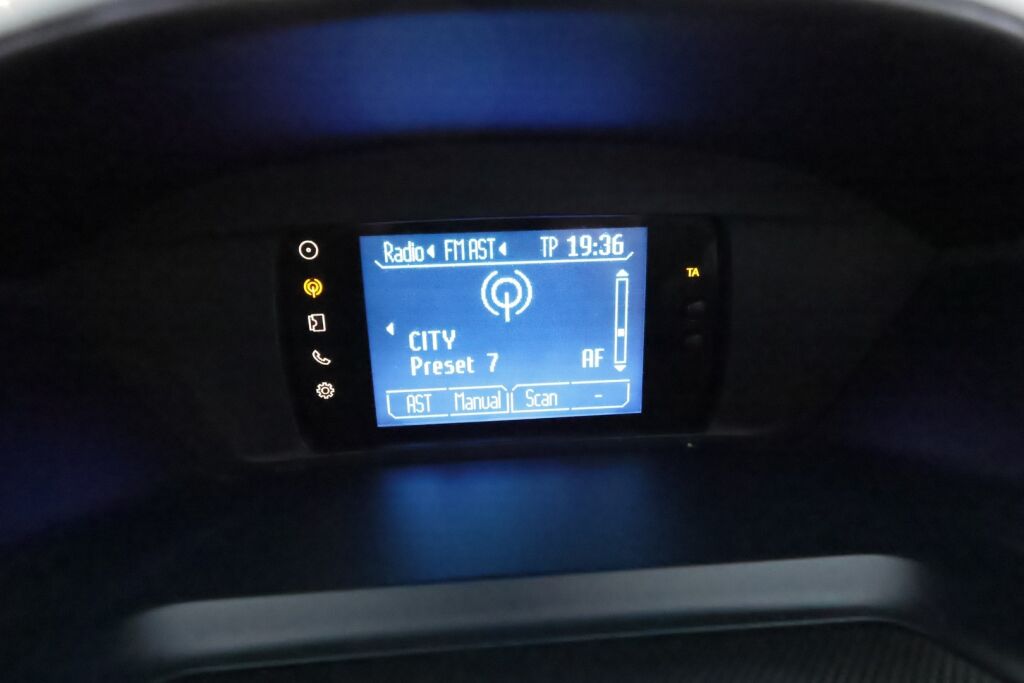 Radio FM AST TP 19:36
TA
CITY
Preset 7 AF
AST Manual Scan -